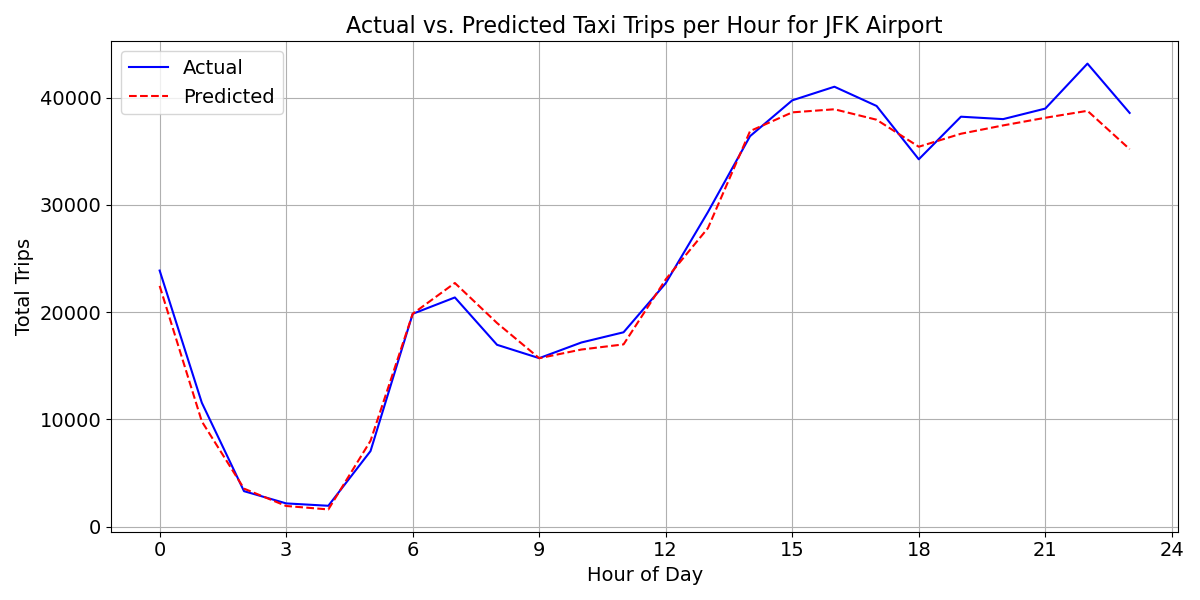 Actual vs. Predicted Taxi Trips per Hour for JFK Airport
Actual
Predicted
40000
30000
20000
10000
0
Total Trips
0 3 6 9 12 15 18 21 24
Hour of Day